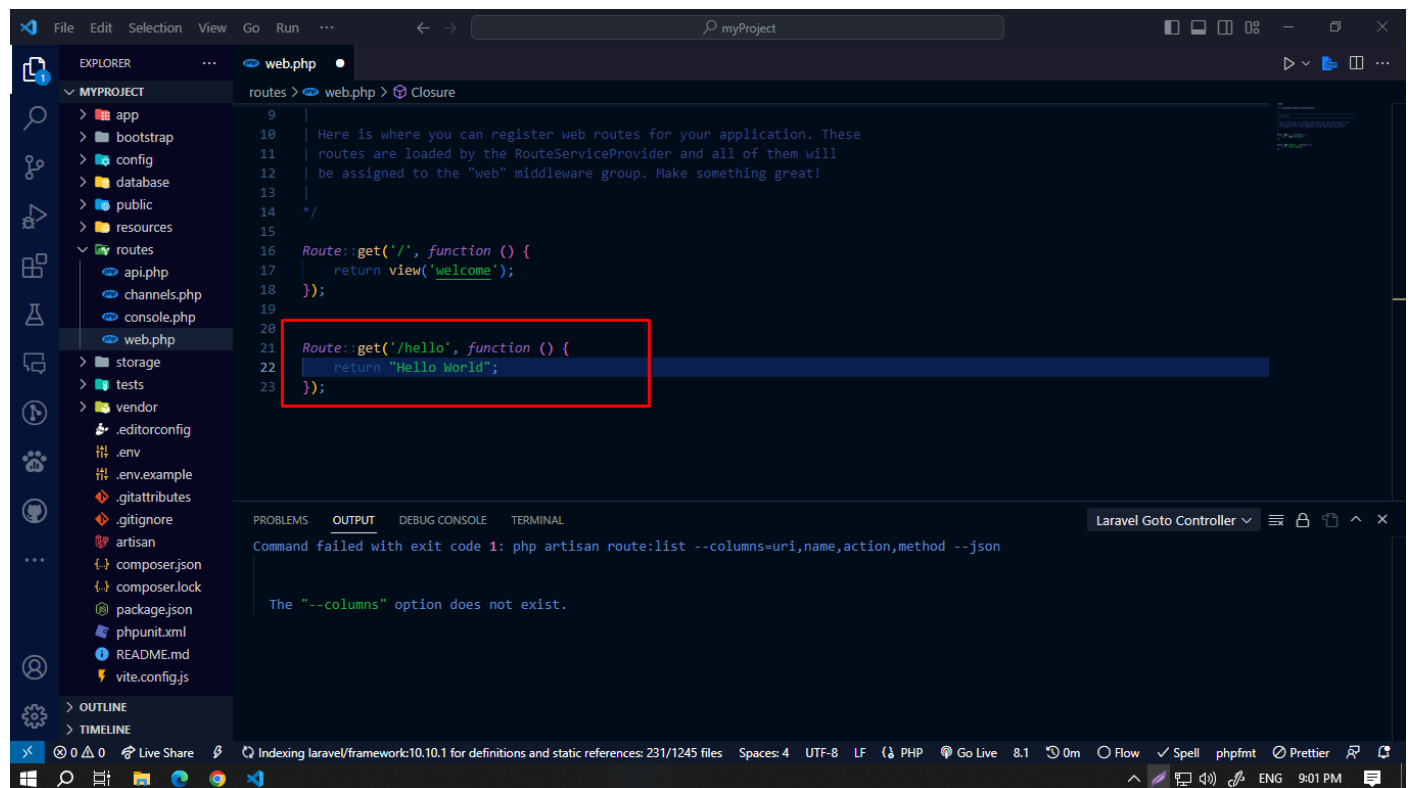 File Edit Selection View Go Run ··· myProject
EXPLORER ···
web.php
MYPROJECT
routes > web.php > Closure
app
bootstrap
config
database
public
resources
routes
api.php
channels.php
console.php
web.php
storage
tests
vendor
.editorconfig
.env
.env.example
.gitattributes
.gitignore
artisan
composer.json
composer.lock
package.json
phpunit.xml
README.md
vite.config.js
OUTLINE
TIMELINE
9 |
10 | Here is where you can register web routes for your application. These
11 | routes are loaded by the RouteServiceProvider and all of them will
12 | be assigned to the "web" middleware group. Make something great!
13 |
14 */
15
16 Route::get('/', function () {
17 return view('welcome');
18 });
19
20
21 Route::get('/hello', function () {
22 return "Hello World";
23 });
PROBLEMS OUTPUT DEBUG CONSOLE TERMINAL Laravel Goto Controller
Command failed with exit code 1: php artisan route:list --columns=uri,name,action,method --json
The "--columns" option does not exist.
0 0 Live Share Indexing laravel/framework:10.10.1 for definitions and static references: 231/1245 files Spaces: 4 UTF-8 LF PHP Go Live 8.1 0m Flow Spell phpfmt Prettier
ENG 9:01 PM